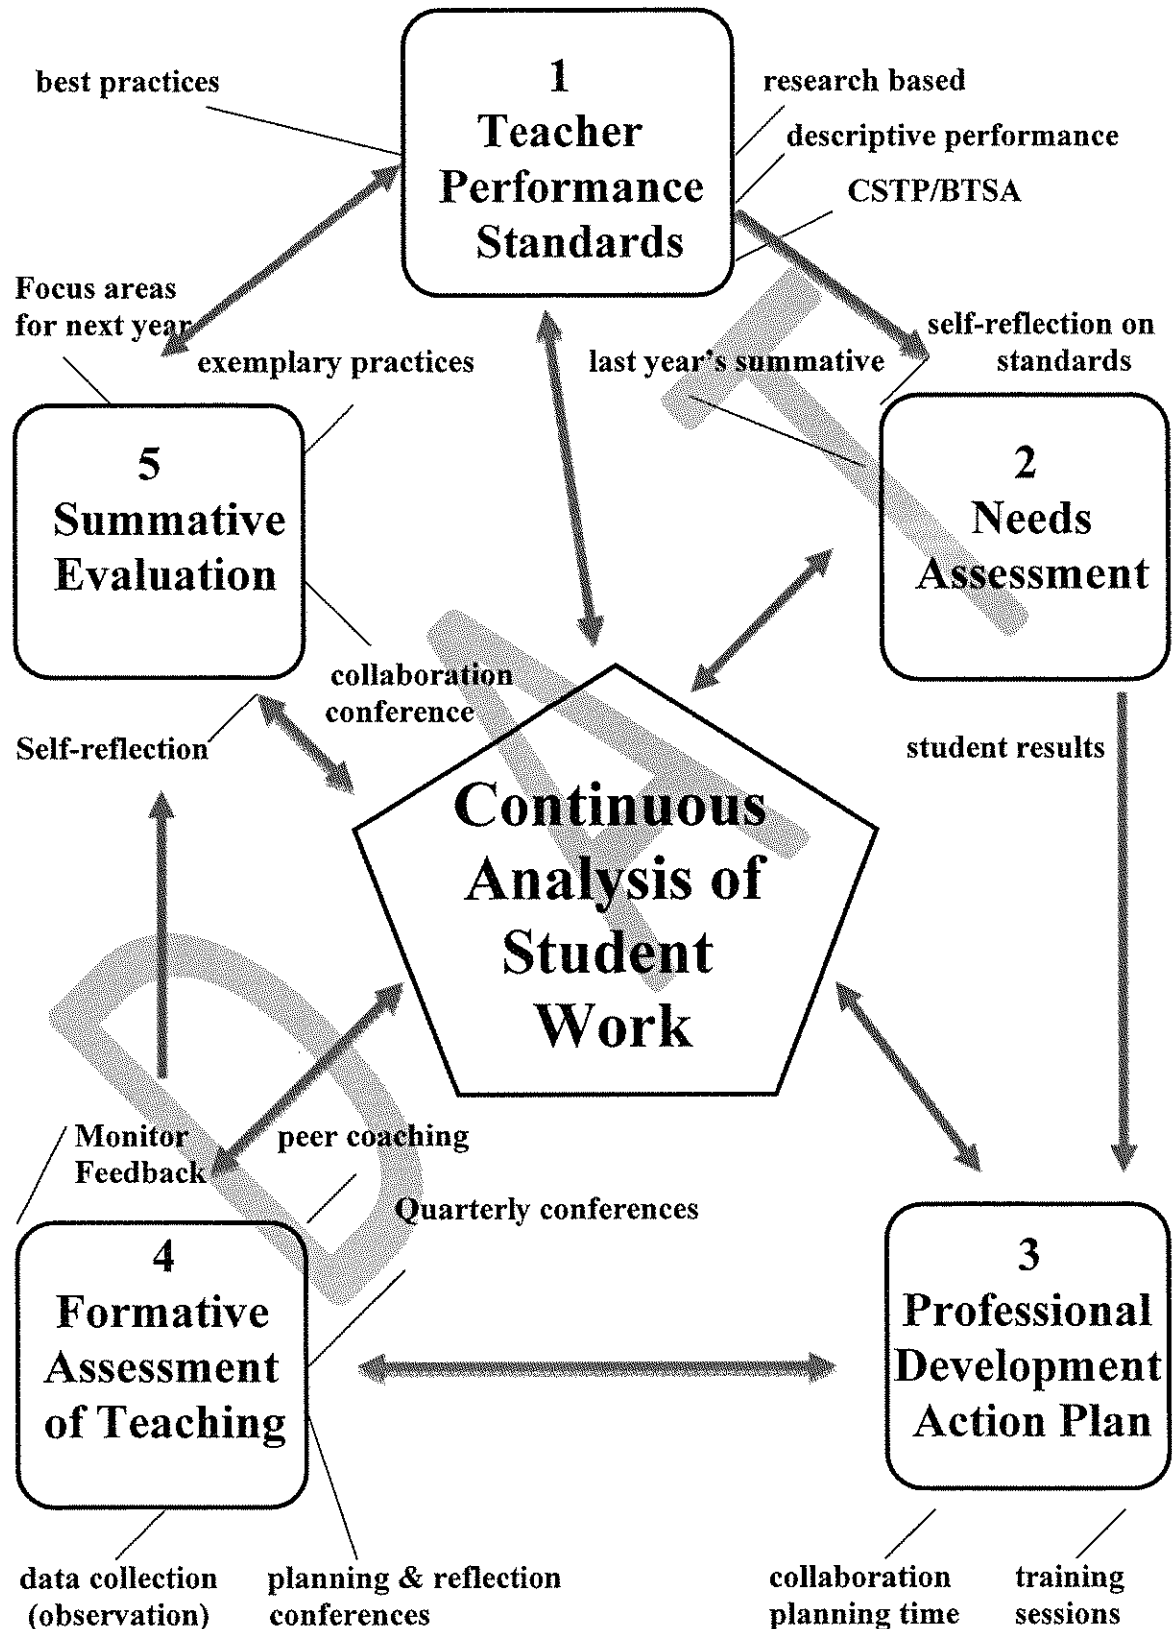 best practices
1
Teacher
Performance
Standards
research based
descriptive performance
CSTP/BTSA
Focus areas
for next year
exemplary practices
last year's summative
self-reflection on
standards
5
Summative
Evaluation
2
Needs
Assessment
collaboration
conference
Self-reflection
student results
Continuous
Analysis of
Student
Work
Monitor
Feedback
peer coaching
Quarterly conferences
4
Formative
Assessment
of Teaching
3
Professional
Development
Action Plan
data collection
(observation)
planning & reflection
conferences
collaboration
planning time
training
sessions
DRAFT